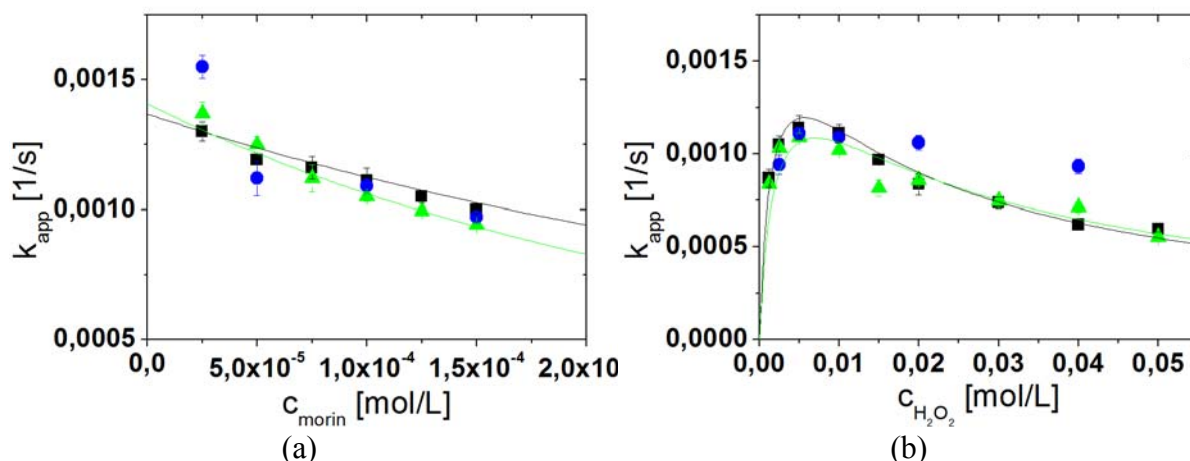 0,0015
0,0010
0,0005
k_app [1/s]
0,0
5,0x10⁻⁵
1,0x10⁻⁴
1,5x10⁻⁴
2,0x10
c_morin [mol/L]
(a)
0,0015
0,0010
0,0005
0,0000
k_app [1/s]
0,00
0,01
0,02
0,03
0,04
0,05
c_H₂O₂ [mol/L]
(b)